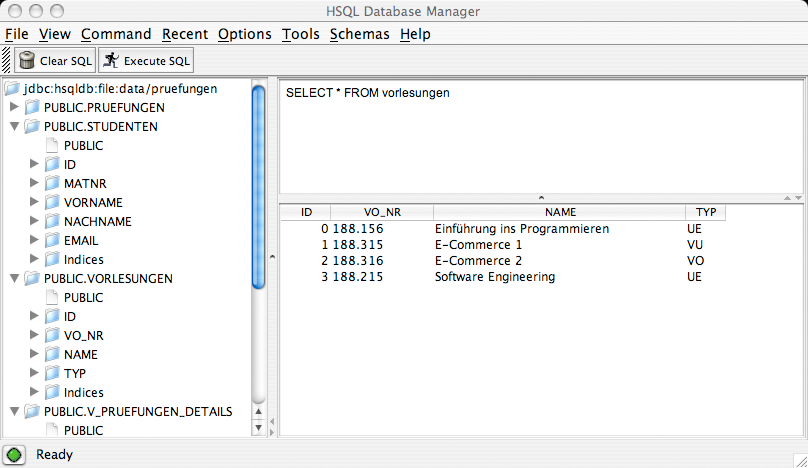 HSQL Database Manager
File View Command Recent Options Tools Schemas Help
Clear SQL Execute SQL
jdbc:hsqldb:file:data/pruefungen
PUBLIC.PRUEFUNGEN
PUBLIC.STUDENTEN
PUBLIC
ID
MATNR
VORNAME
NACHNAME
EMAIL
Indices
PUBLIC.VORLESUNGEN
PUBLIC
ID
VO_NR
NAME
TYP
Indices
PUBLIC.V_PRUEFUNGEN_DETAILS
PUBLIC
SELECT * FROM vorlesungen
ID VO_NR NAME TYP
0 188.156 Einführung ins Programmieren UE
1 188.315 E-Commerce 1 VU
2 188.316 E-Commerce 2 VO
3 188.215 Software Engineering UE
Ready